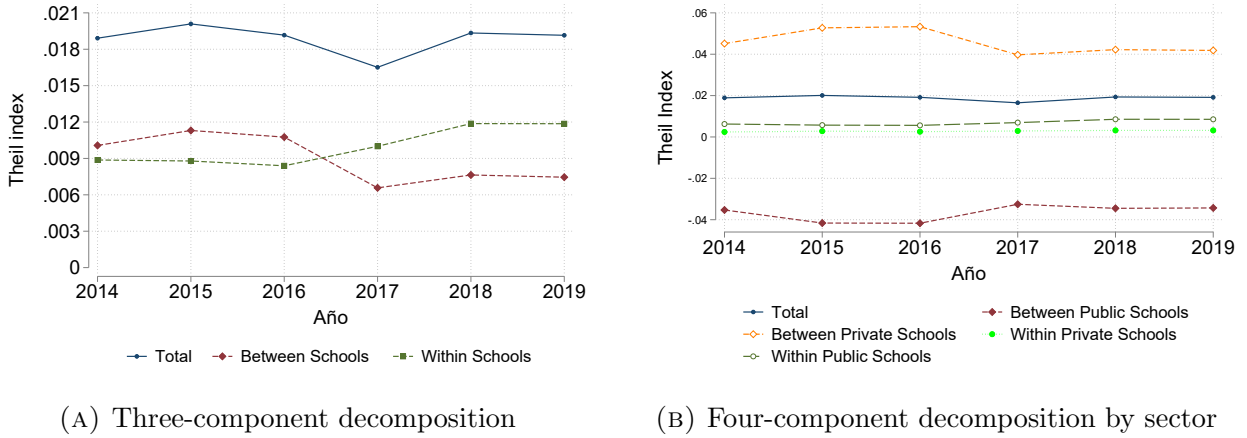 .021
.018
.015
.012
.009
.006
.003
0
Theil index
2014 2015 2016 2017 2018 2019
Año
Total Between Schools Within Schools
(A) Three-component decomposition
.06
.04
.02
0
-.02
-.04
Theil Index
2014 2015 2016 2017 2018 2019
Año
Total Between Public Schools
Between Private Schools Within Private Schools
Within Public Schools
(B) Four-component decomposition by sector